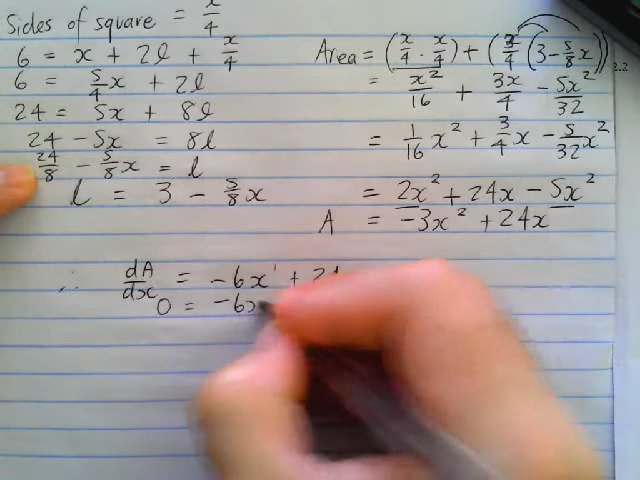 Sides of square = x/4
6 = x + 2l + x/4
6 = 5/4x + 2l
24 = 5x + 8l
24 - 5x = 8l
24/8 - 5/8x = l
l = 3 - 5/8x
Area = (x/4 · x/4) + (x/4(3 - 5/8x))
= x²/16 + 3x/4 - 5x²/32
= 1/16x² + 3/4x - 5/32x²
= 2x² + 24x - 5x²
A = -3x² + 24x
∴ dA/dx = -6x¹ +
0 = -6x